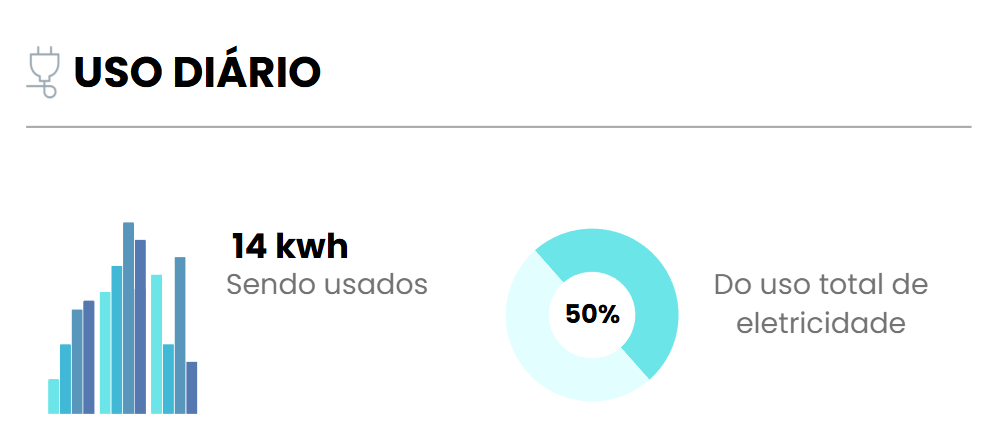 USO DIÁRIO
14 kwh
Sendo usados
50%
Do uso total de
eletricidade